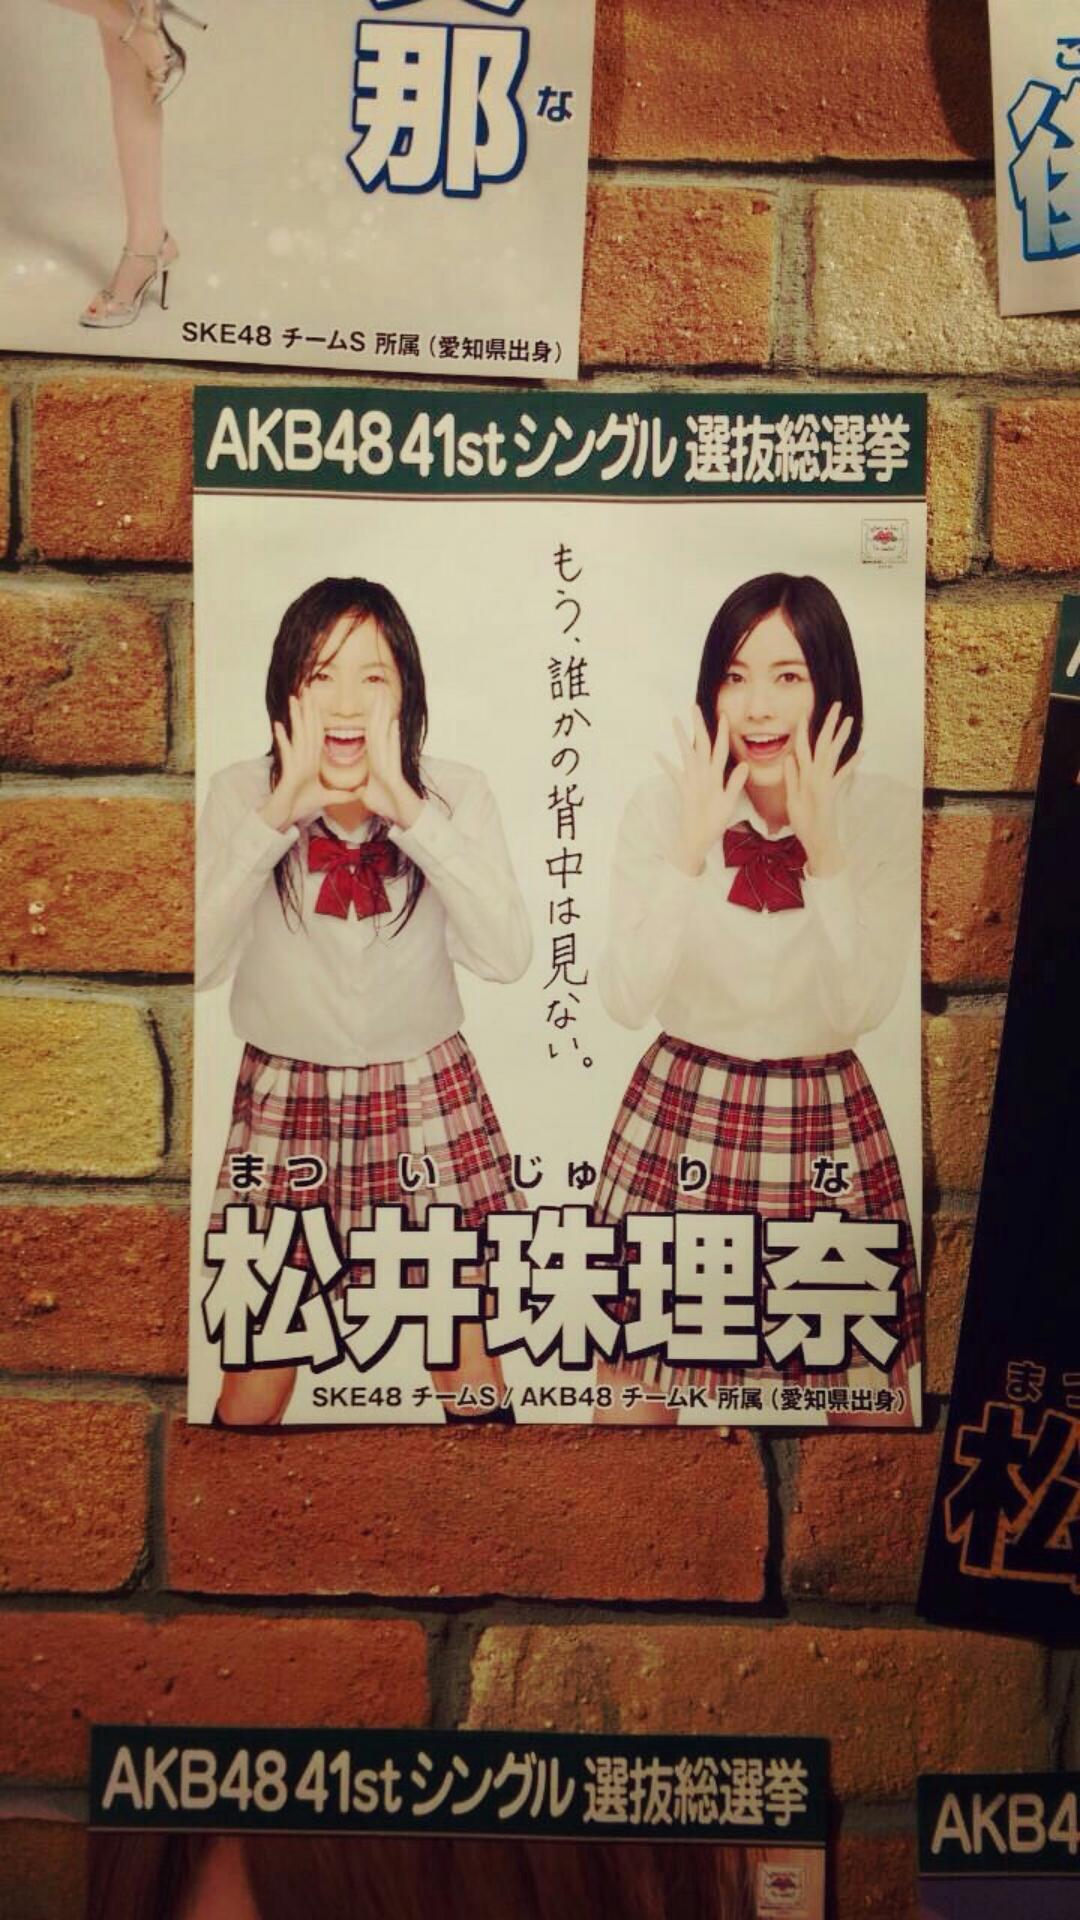 那
な
SKE48 チームS 所属（愛知県出身）
AKB48 41stシングル 選抜総選挙
もう、誰かの背中は見ない。
まつ い じゅ り な
松井珠理奈
SKE48 チームS / AKB48 チームK 所属（愛知県出身）
ま
松
AKB48 41stシングル 選抜総選挙
AKB4